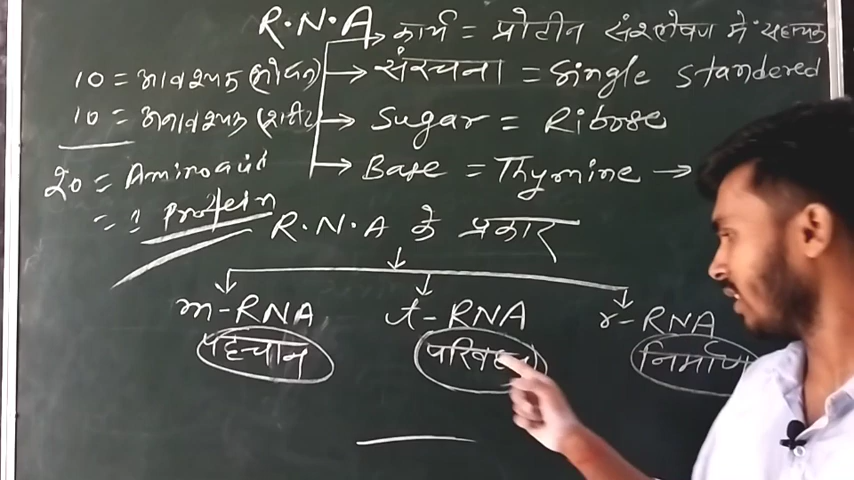 R.N.A
कार्य = प्रोटीन संश्लेषण में सहायक
संरचना = Single standered
Sugar = Ribose
Base = Thymine →
10 = आवश्यक (भोजन)
10 = अनावश्यक (शरीर
20 = Aminoacid
= 1 Protein
R.N.A के प्रकार
m-RNA t-RNA r-RNA
पहचान परिवहन निर्माण